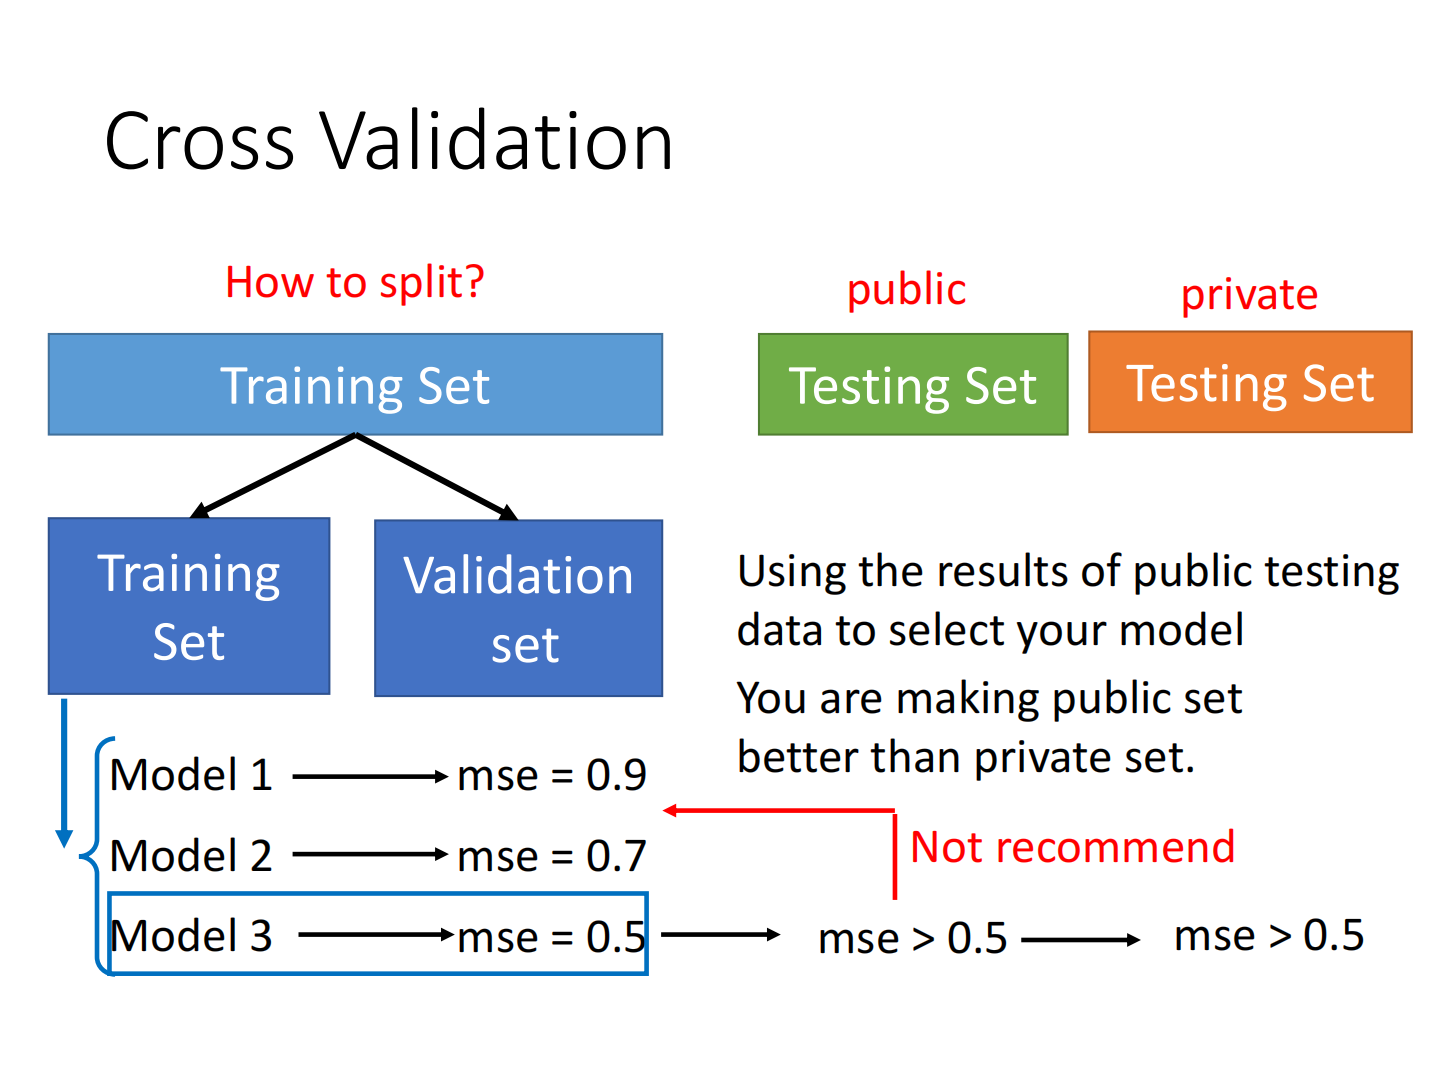 Cross Validation
How to split?
public
private
Training Set
Testing Set
Testing Set
Training
Set
Validation
set
Using the results of public testing
data to select your model
You are making public set
better than private set.
Model 1
mse = 0.9
Model 2
mse = 0.7
Not recommend
Model 3
mse = 0.5
mse > 0.5
mse > 0.5